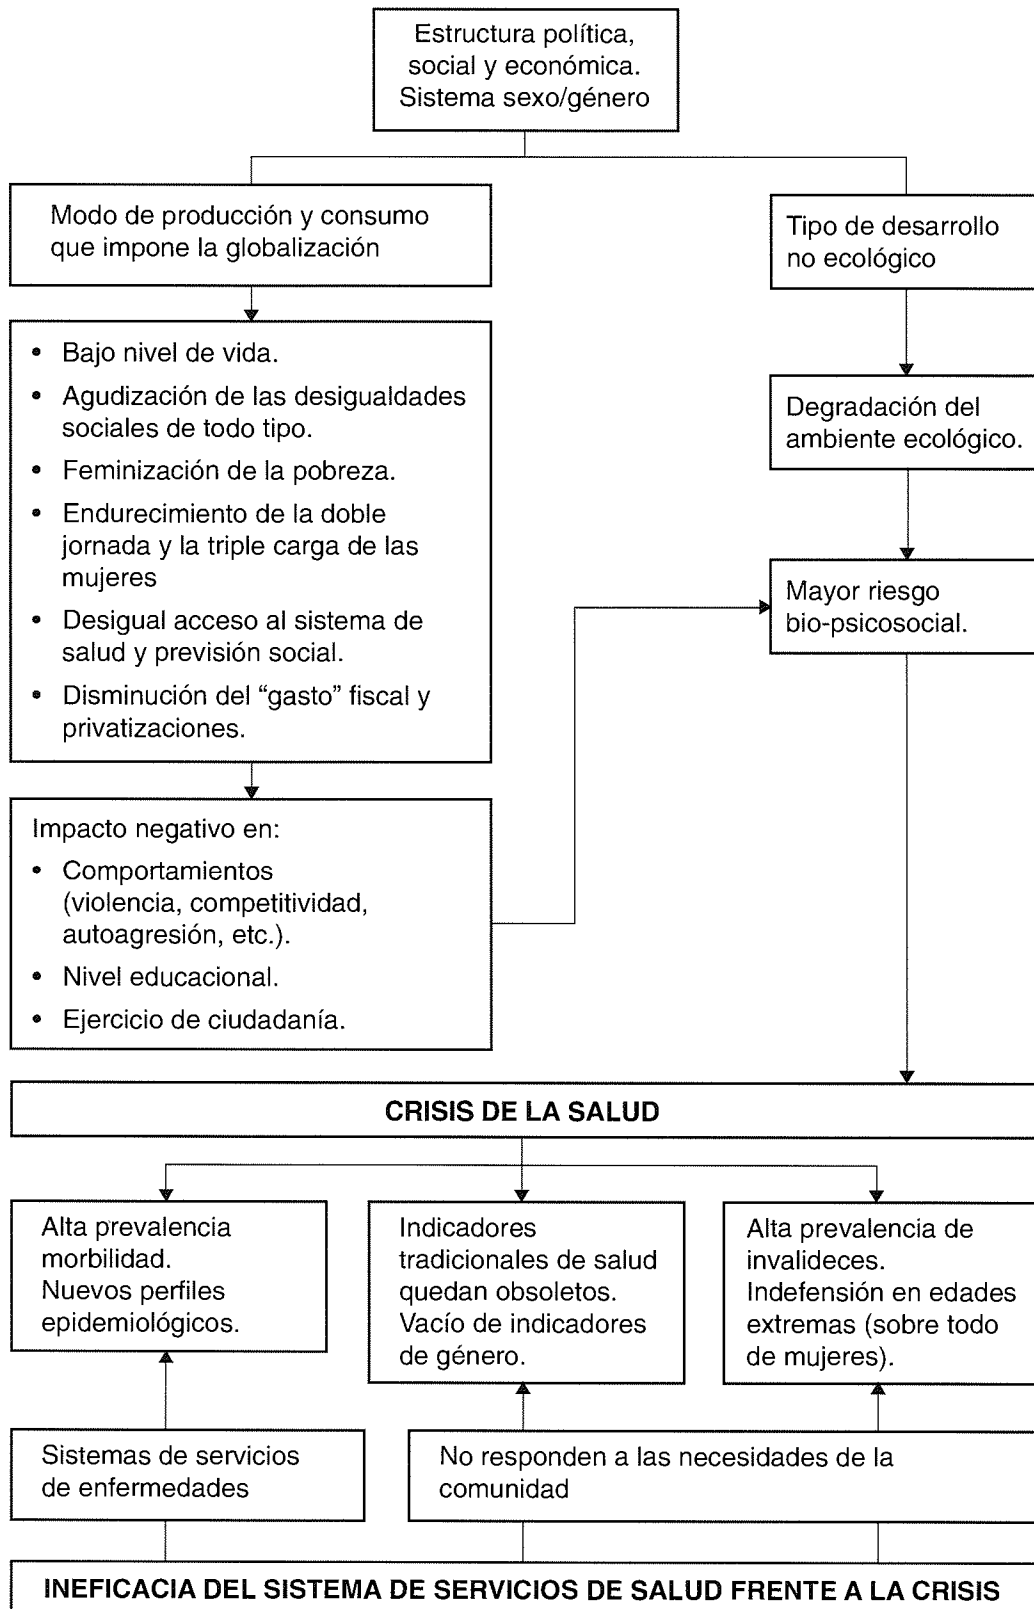 Estructura política,
social y económica.
Sistema sexo/género
Modo de producción y consumo
que impone la globalización
Tipo de desarrollo
no ecológico
• Bajo nivel de vida.
• Agudización de las desigualdades
sociales de todo tipo.
• Feminización de la pobreza.
• Endurecimiento de la doble
jornada y la triple carga de las
mujeres
• Desigual acceso al sistema de
salud y previsión social.
• Disminución del “gasto” fiscal y
privatizaciones.
Degradación del
ambiente ecológico.
Mayor riesgo
bio-psicosocial.
Impacto negativo en:
• Comportamientos
(violencia, competitividad,
autoagresión, etc.).
• Nivel educacional.
• Ejercicio de ciudadanía.
CRISIS DE LA SALUD
Alta prevalencia
morbilidad.
Nuevos perfiles
epidemiológicos.
Indicadores
tradicionales de salud
quedan obsoletos.
Vacío de indicadores
de género.
Alta prevalencia de
invalideces.
Indefensión en edades
extremas (sobre todo
de mujeres).
Sistemas de servicios
de enfermedades
No responden a las necesidades de la
comunidad
INEFICACIA DEL SISTEMA DE SERVICIOS DE SALUD FRENTE A LA CRISIS